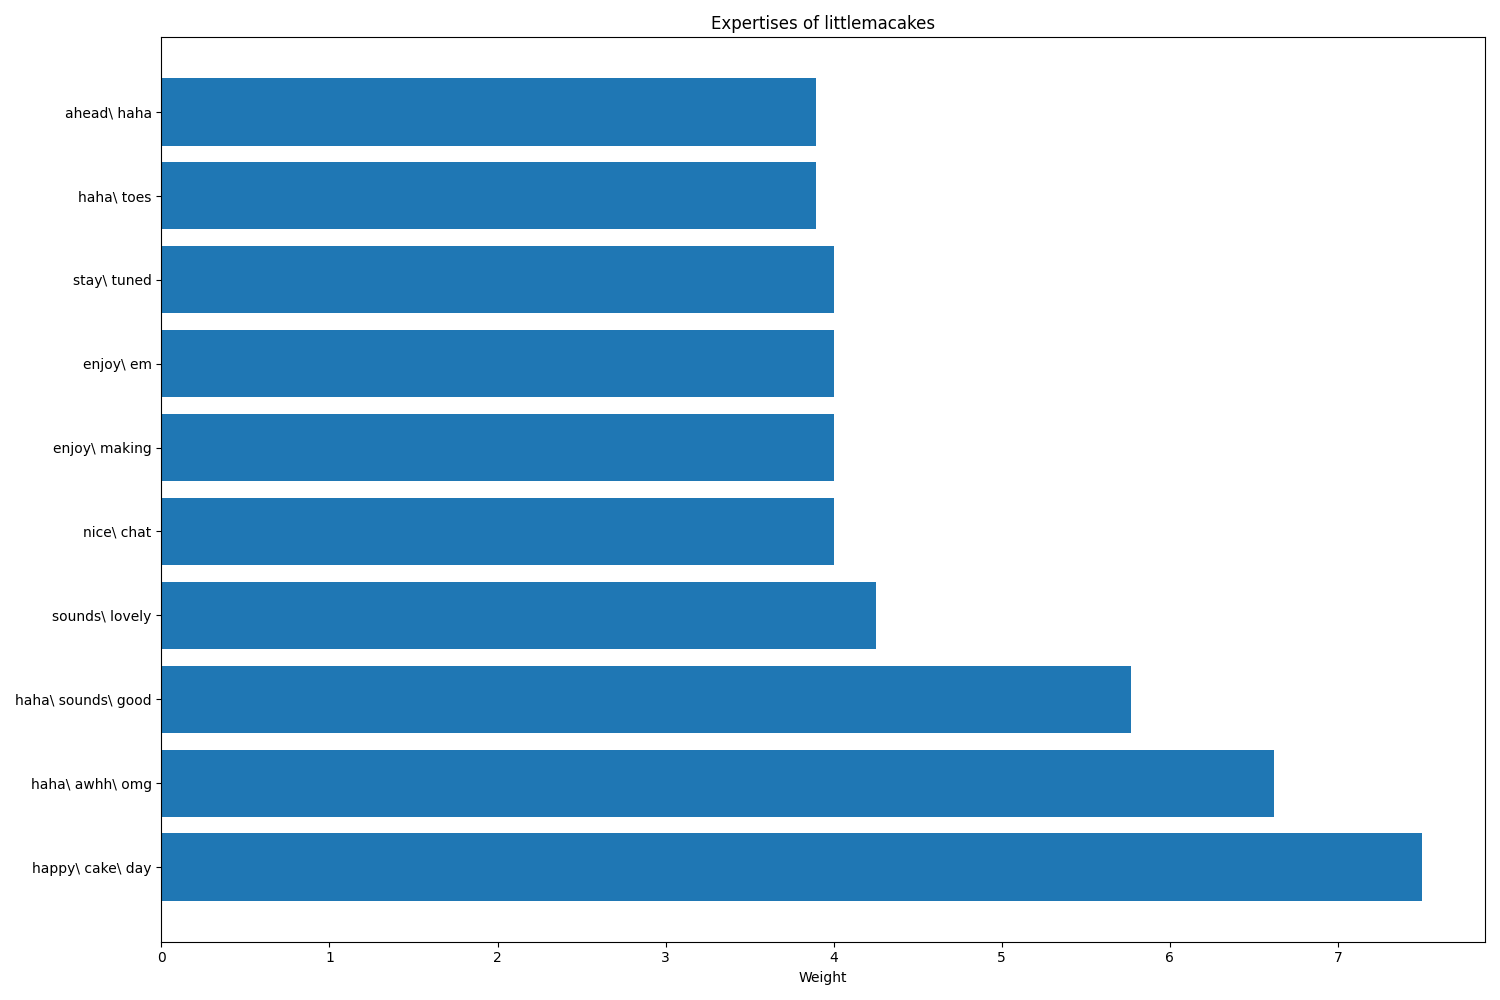 Expertises of littlemacakes
ahead\ haha
haha\ toes
stay\ tuned
enjoy\ em
enjoy\ making
nice\ chat
sounds\ lovely
haha\ sounds\ good
haha\ awhh\ omg
happy\ cake\ day
0 1 2 3 4 5 6 7
Weight